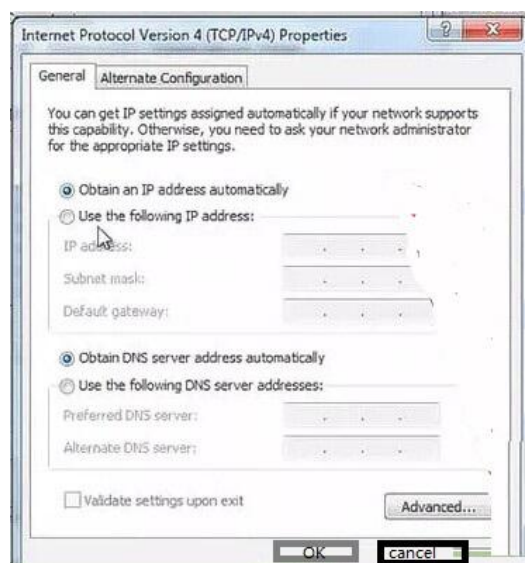 Internet Protocol Version 4 (TCP/IPv4) Properties
General
Alternate Configuration
You can get IP settings assigned automatically if your network supports
this capability. Otherwise, you need to ask your network administrator
for the appropriate IP settings.
Obtain an IP address automatically
Use the following IP address:
IP address:
Subnet mask:
Default gateway:
Obtain DNS server address automatically
Use the following DNS server addresses:
Preferred DNS server:
Alternate DNS server:
Validate settings upon exit
Advanced...
OK
cancel